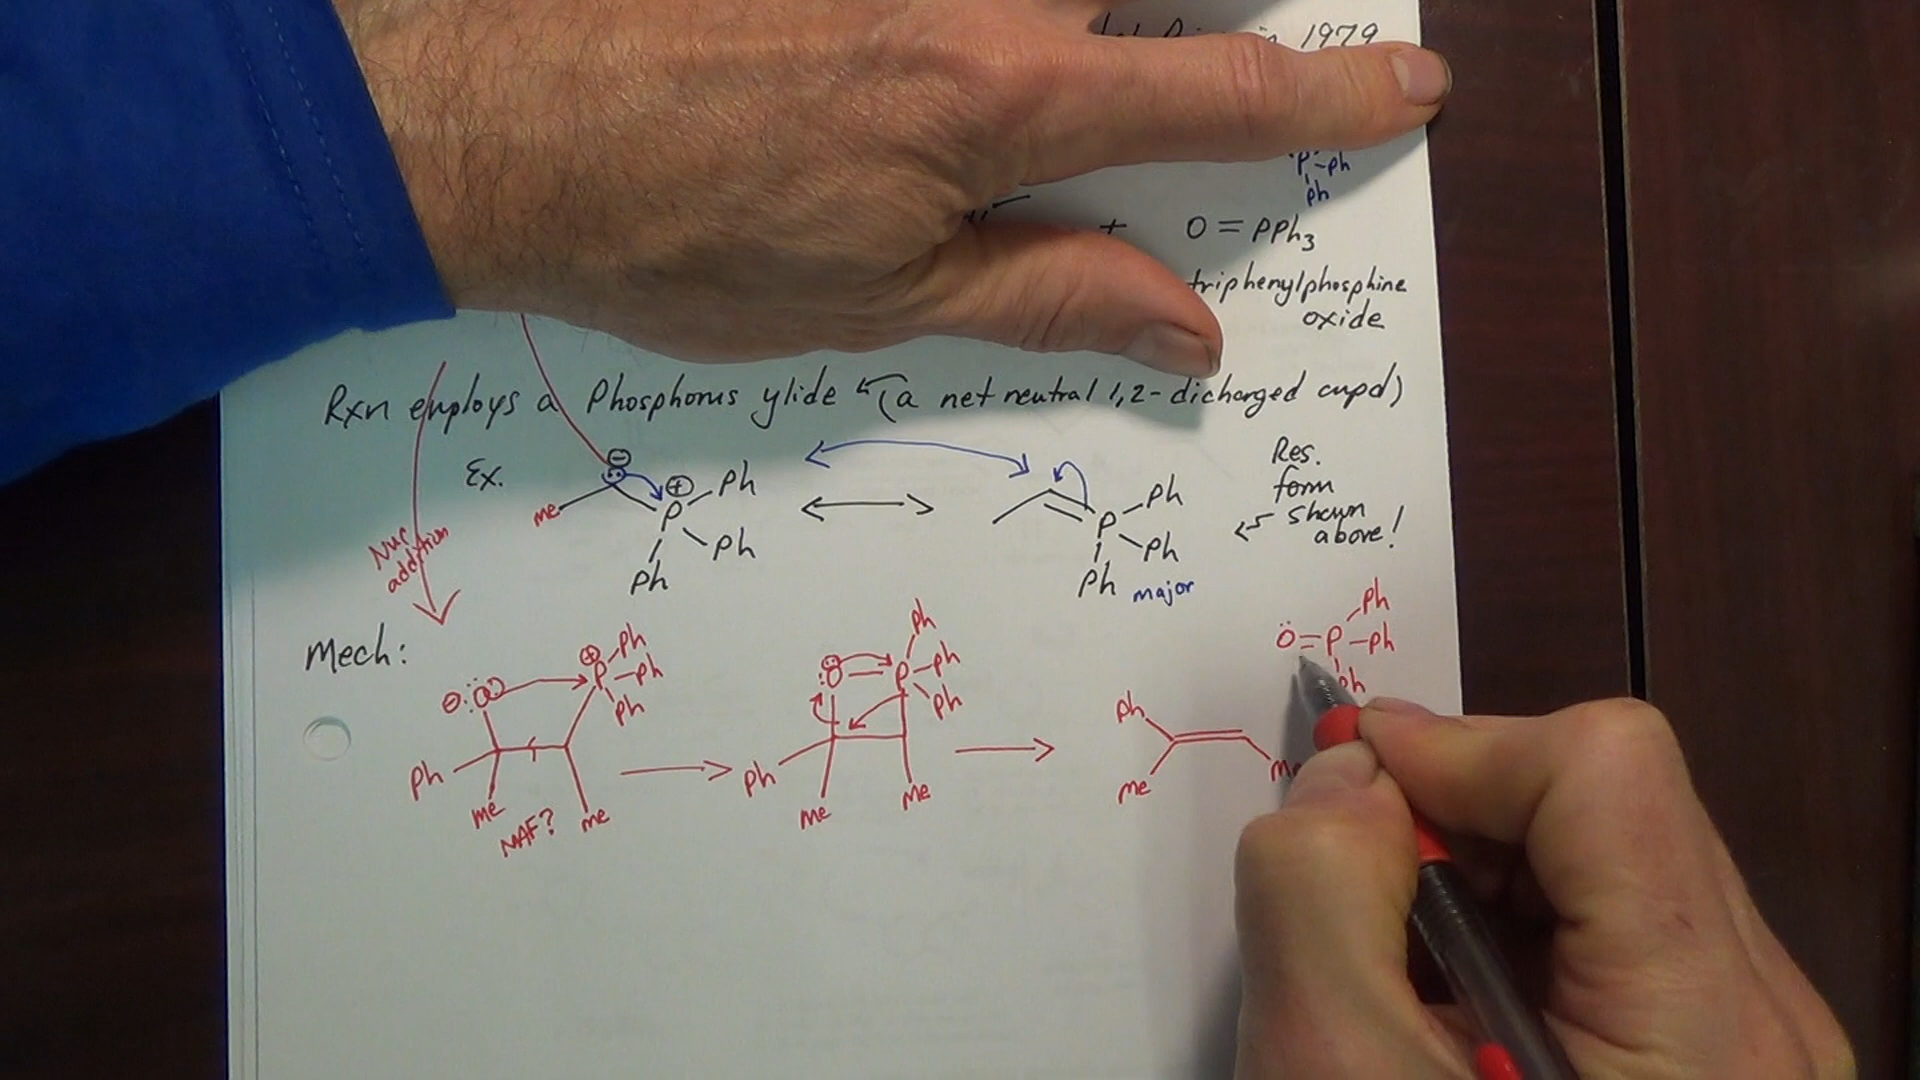 in 1979
P-Ph
Ph
+ O=PPh3
triphenylphosphine
oxide
Rxn employs a Phosphorus ylide (a net neutral 1,2-dicharged cmpd)
Ex.
Me ⊖ ⊕ P Ph
Ph
Ph
P Ph
Ph
Ph major
Res.
form
shown
above!
Nuc
addition
Mech:
⊖ :O ⊕ P Ph
Ph
Ph
Ph
Me
NAF?
Me
O=P Ph
Ph
Ph
Ph
Me
Me
O=P Ph
Ph
Ph
Ph
Me
Me